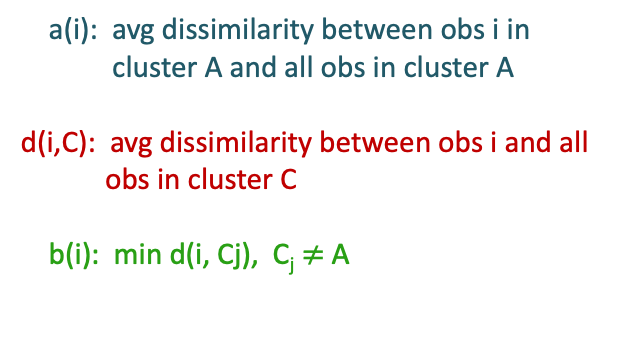 a(i): avg dissimilarity between obs i in
cluster A and all obs in cluster A
d(i,C): avg dissimilarity between obs i and all
obs in cluster C
b(i): min d(i, Cj), Cj ≠ A